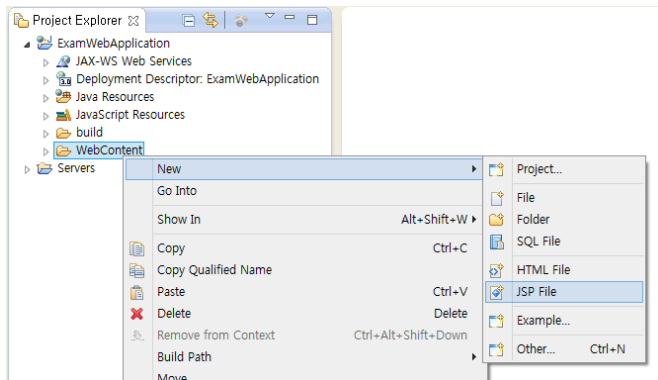 Project Explorer
ExamWebApplication
JAX-WS Web Services
Deployment Descriptor: ExamWebApplication
Java Resources
JavaScript Resources
build
WebContent
Servers
New
Go Into
Show In Alt+Shift+W
Copy Ctrl+C
Copy Qualified Name
Paste Ctrl+V
Delete Delete
Remove from Context Ctrl+Alt+Shift+Down
Build Path
Move
Project...
File
Folder
SQL File
HTML File
JSP File
Example...
Other... Ctrl+N